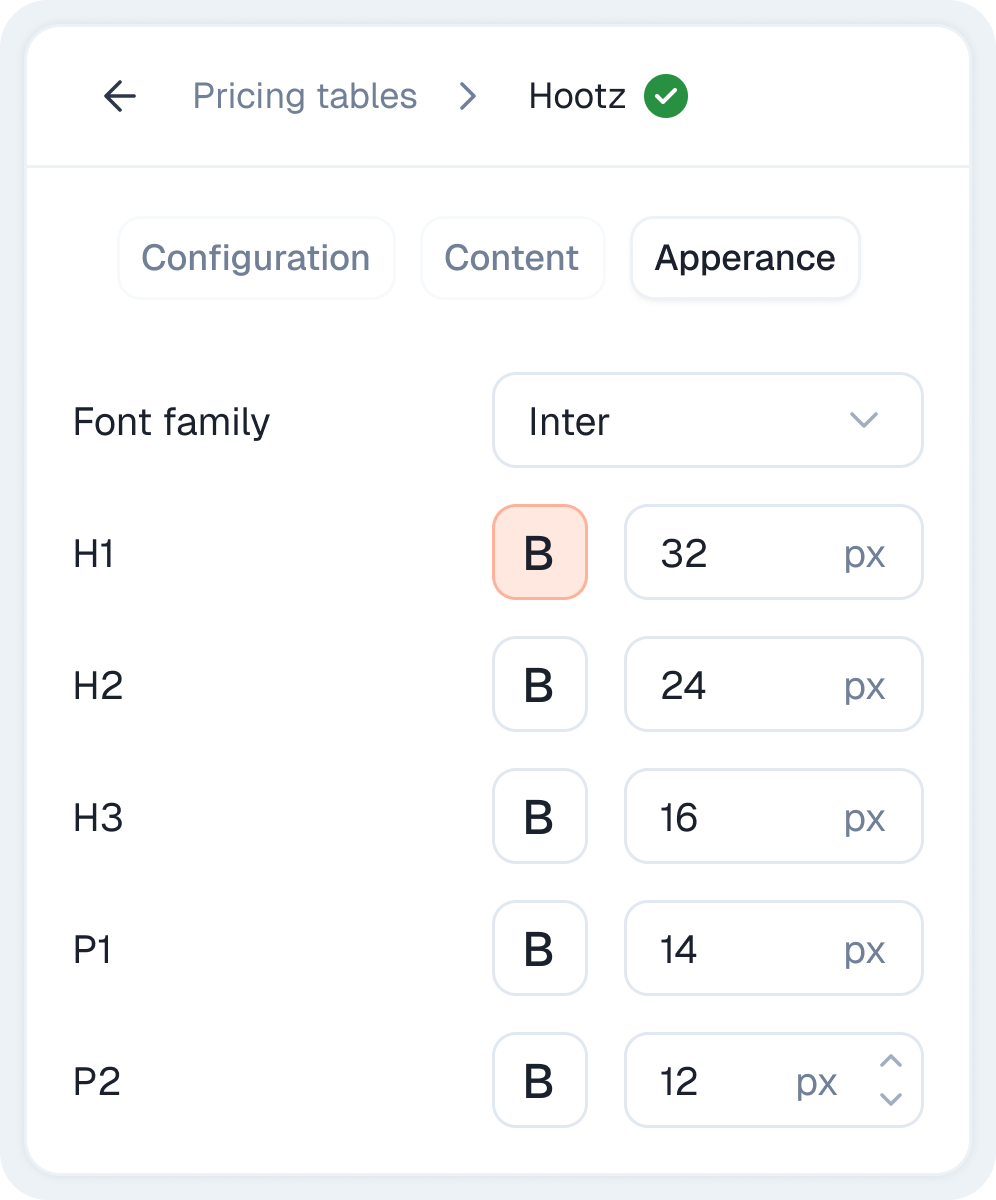 Pricing tables Hootz
Configuration Content Apperance
Font family Inter
H1 B 32 px
H2 B 24 px
H3 B 16 px
P1 B 14 px
P2 B 12 px